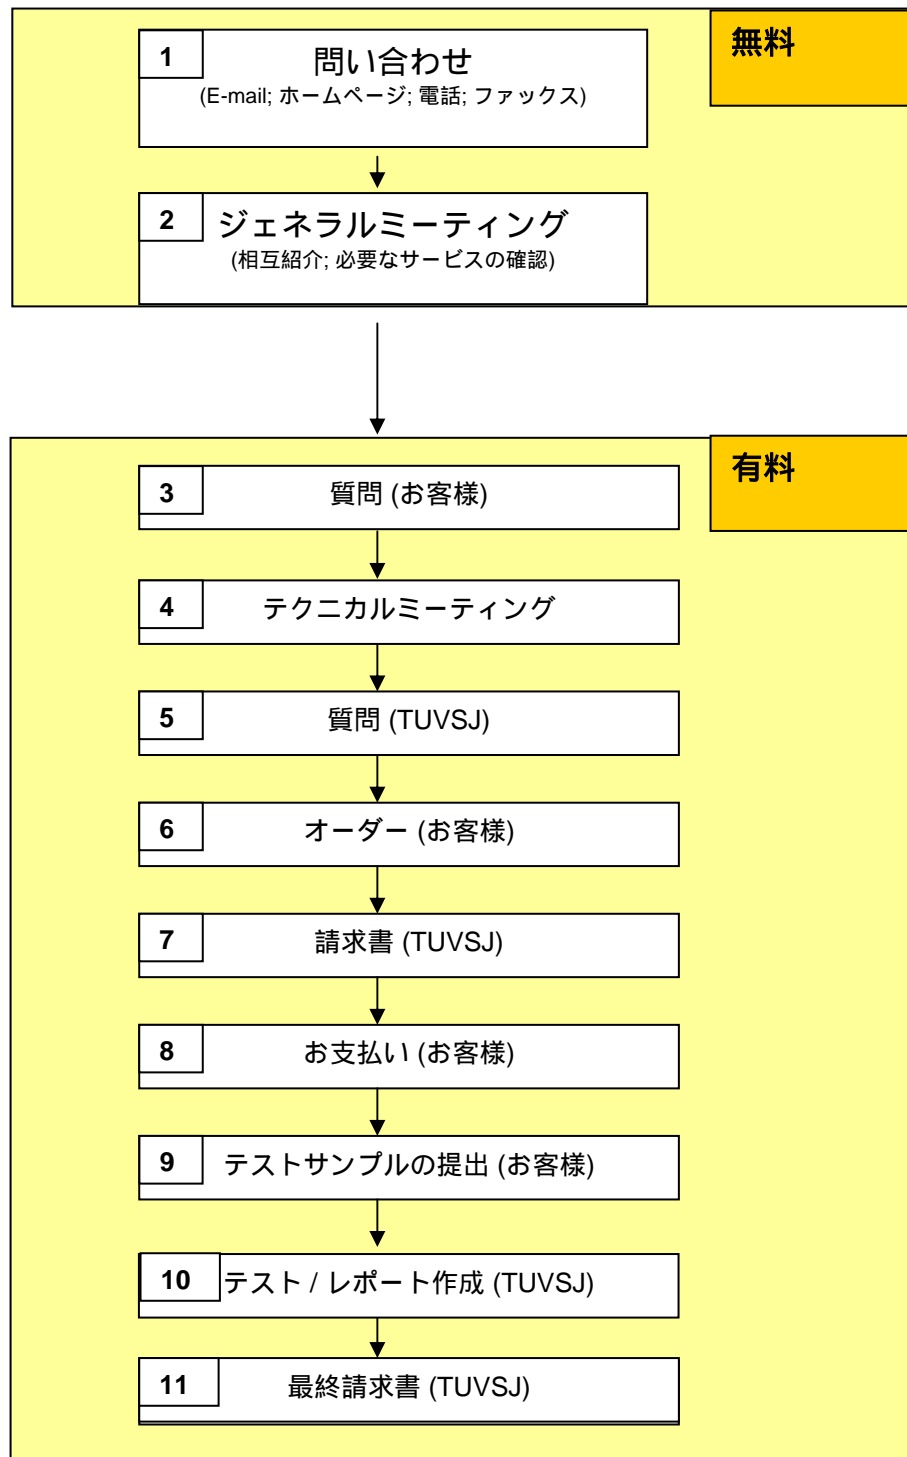 無料
1
問い合わせ
(E-mail; ホームページ; 電話; ファックス)
2
ジェネラルミーティング
(相互紹介; 必要なサービスの確認)
有料
3
質問 (お客様)
4
テクニカルミーティング
5
質問 (TUVSJ)
6
オーダー (お客様)
7
請求書 (TUVSJ)
8
お支払い (お客様)
9
テストサンプルの提出 (お客様)
10
テスト / レポート作成 (TUVSJ)
11
最終請求書 (TUVSJ)